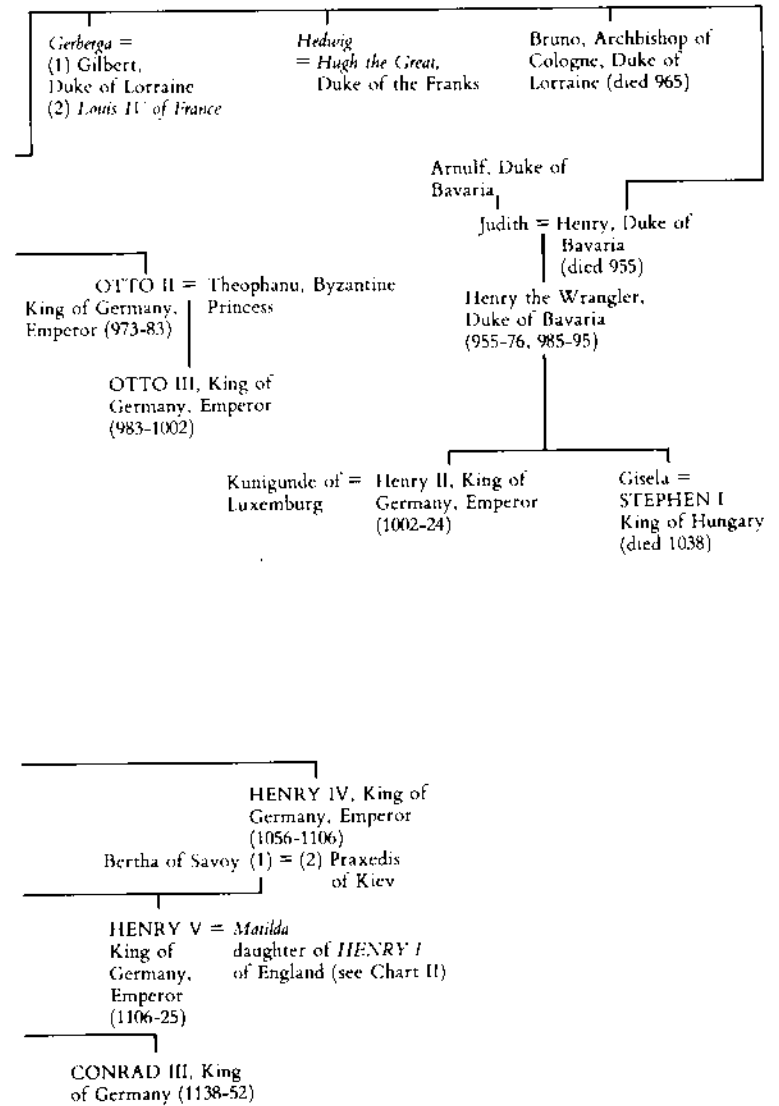 Gerberga =
(1) Gilbert,
Duke of Lorraine
(2) Louis IV of France
Hedwig
= Hugh the Great,
Duke of the Franks
Bruno, Archbishop of
Cologne, Duke of
Lorraine (died 965)
Arnulf, Duke of
Bavaria
Judith = Henry, Duke of
Bavaria
(died 955)
OTTO II = Theophanu, Byzantine
King of Germany, Princess
Emperor (973-83)
Henry the Wrangler,
Duke of Bavaria
(955-76, 985-95)
OTTO III, King of
Germany, Emperor
(983-1002)
Kunigunde of = Henry II, King of
Luxemburg Germany, Emperor
(1002-24)
Gisela =
STEPHEN I
King of Hungary
(died 1038)
HENRY IV, King of
Germany, Emperor
(1056-1106)
Bertha of Savoy (1) = (2) Praxedis
of Kiev
HENRY V = Matilda
King of daughter of HENRY I
Germany, of England (see Chart II)
Emperor
(1106-25)
CONRAD III, King
of Germany (1138-52)